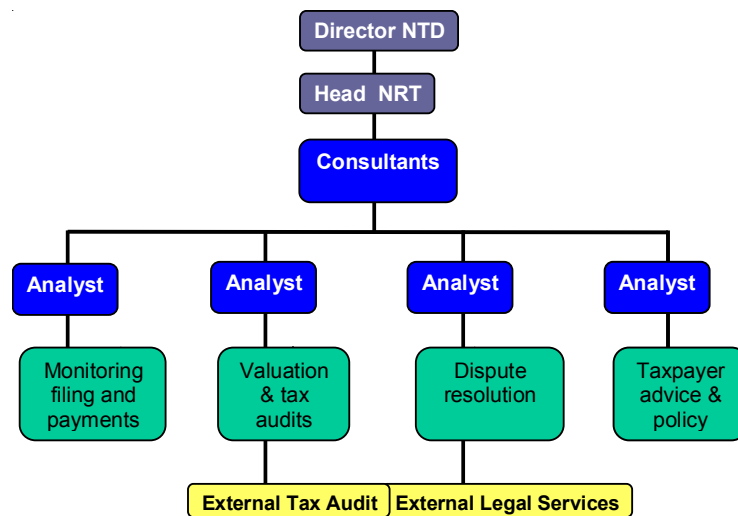 Director NTD
Head NRT
Consultants
Analyst
Analyst
Analyst
Analyst
Monitoring
filing and
payments
Valuation
& tax
audits
Dispute
resolution
Taxpayer
advice &
policy
External Tax Audit
External Legal Services